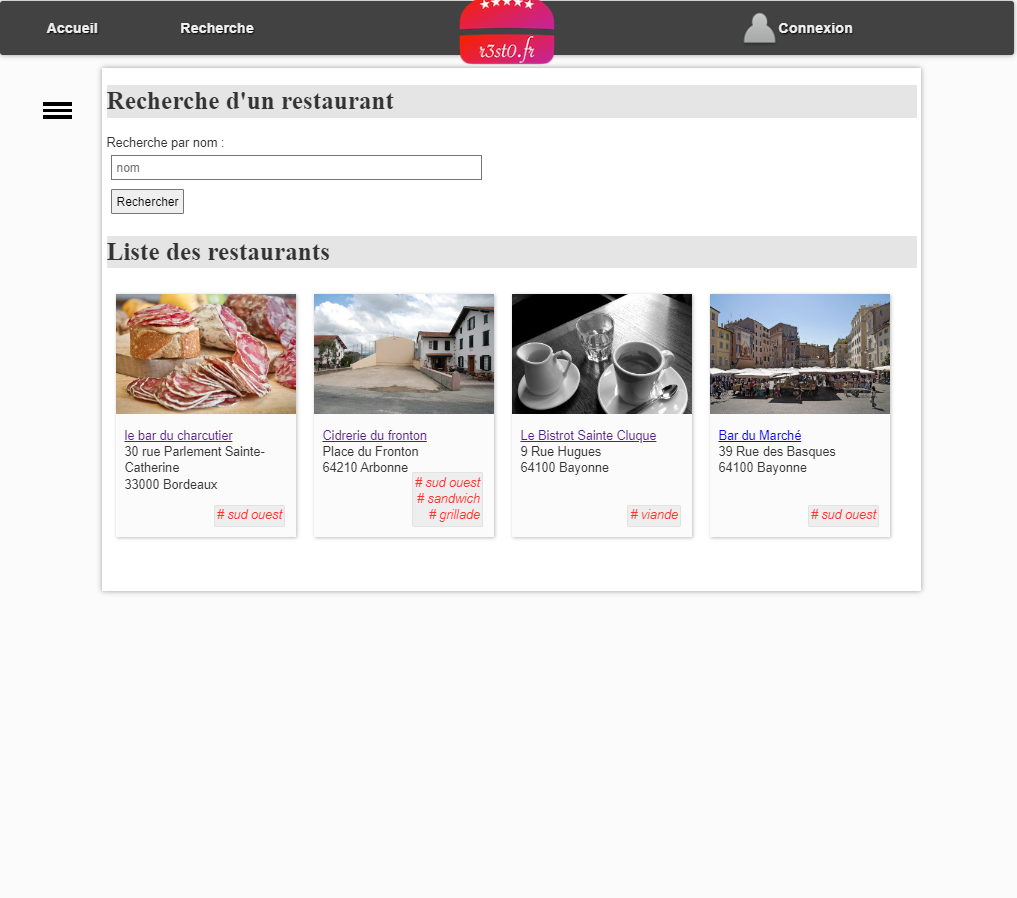 Accueil
Recherche
r3st0.fr
Connexion
Recherche d'un restaurant
Recherche par nom :
nom
Rechercher
Liste des restaurants
le bar du charcutier
30 rue Parlement Sainte-
Catherine
33000 Bordeaux
# sud ouest
Cidrerie du fronton
Place du Fronton
64210 Arbonne
# sud ouest
# sandwich
# grillade
Le Bistrot Sainte Cluque
9 Rue Hugues
64100 Bayonne
# viande
Bar du Marché
39 Rue des Basques
64100 Bayonne
# sud ouest